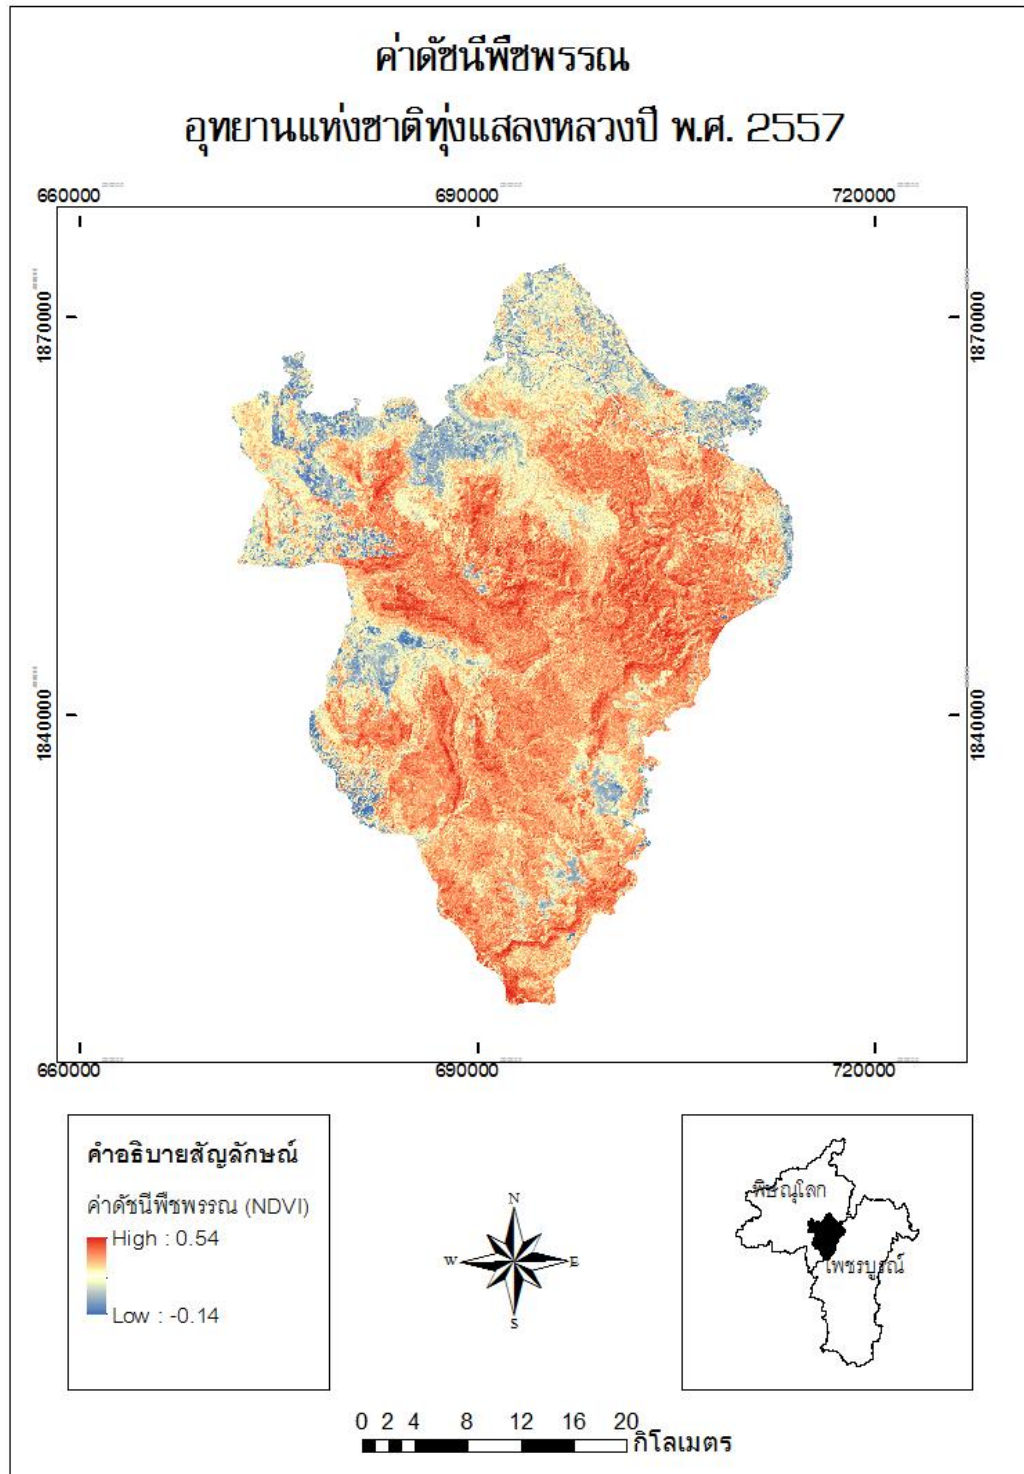 ค่าดัชนีพืชพรรณ
อุทยานแห่งชาติทุ่งแสลงหลวงปี พ.ศ. 2557
660000 690000 720000
1870000 1870000
1840000 1840000
660000 690000 720000
คำอธิบายสัญลักษณ์
ค่าดัชนีพืชพรรณ (NDVI)
High : 0.54
Low : -0.14
N
W E
S
พิษณุโลก
เพชรบูรณ์
0 2 4 8 12 16 20
กิโลเมตร